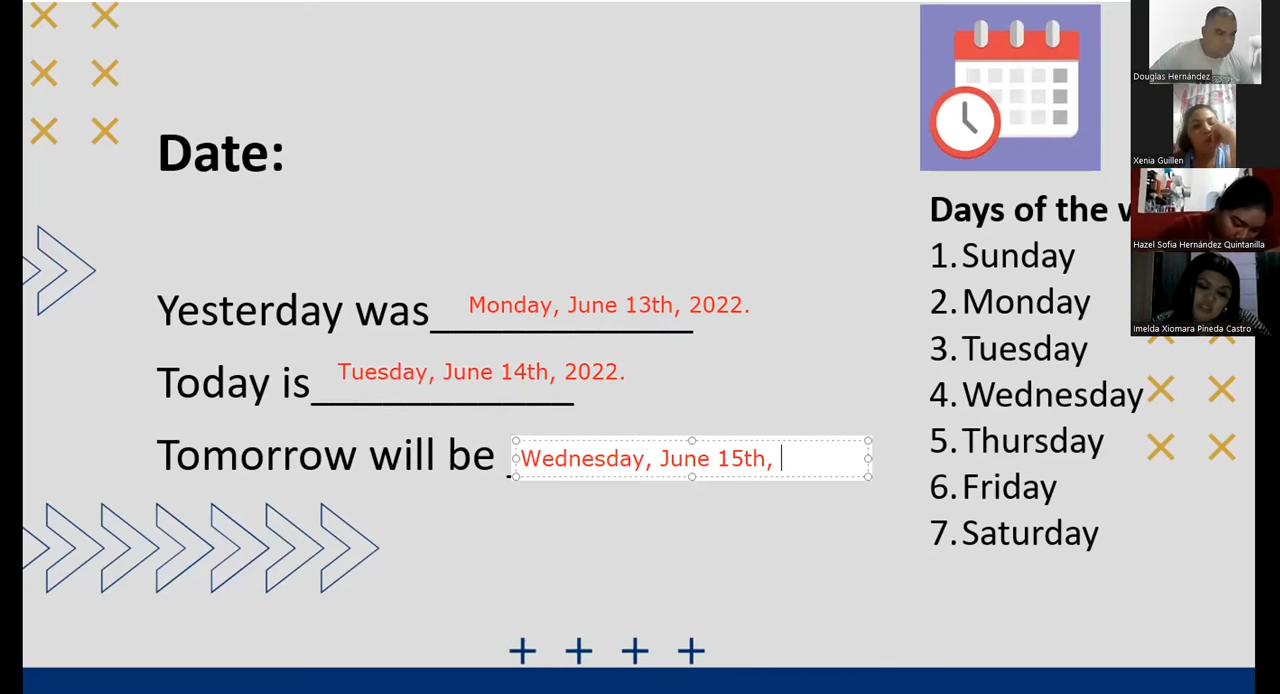 Date:
Yesterday was Monday, June 13th, 2022.
Today is Tuesday, June 14th, 2022.
Tomorrow will be Wednesday, June 15th,
Days of the
1. Sunday
2. Monday
3. Tuesday
4. Wednesday
5. Thursday
6. Friday
7. Saturday
Douglas Hernández
Xenia Guillen
Hazel Sofia Hernández Quintanilla
Imelda Xiomara Pineda Castro